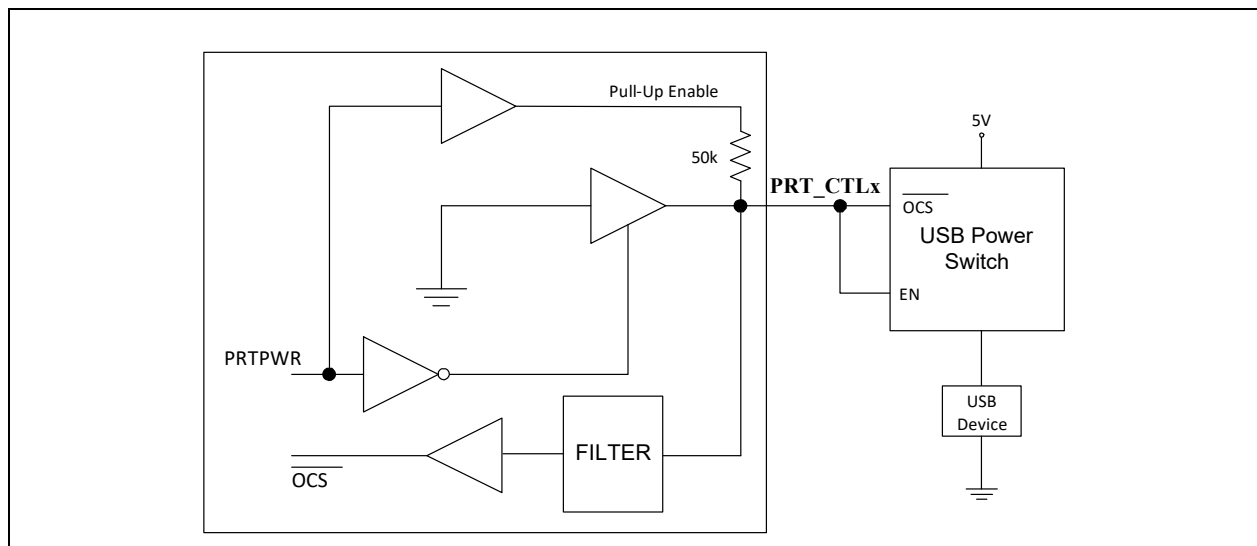 Pull-Up Enable
50k
PRT_CTLx
5V
OCS
USB Power
Switch
EN
PRTPWR
FILTER
OCS
USB
Device